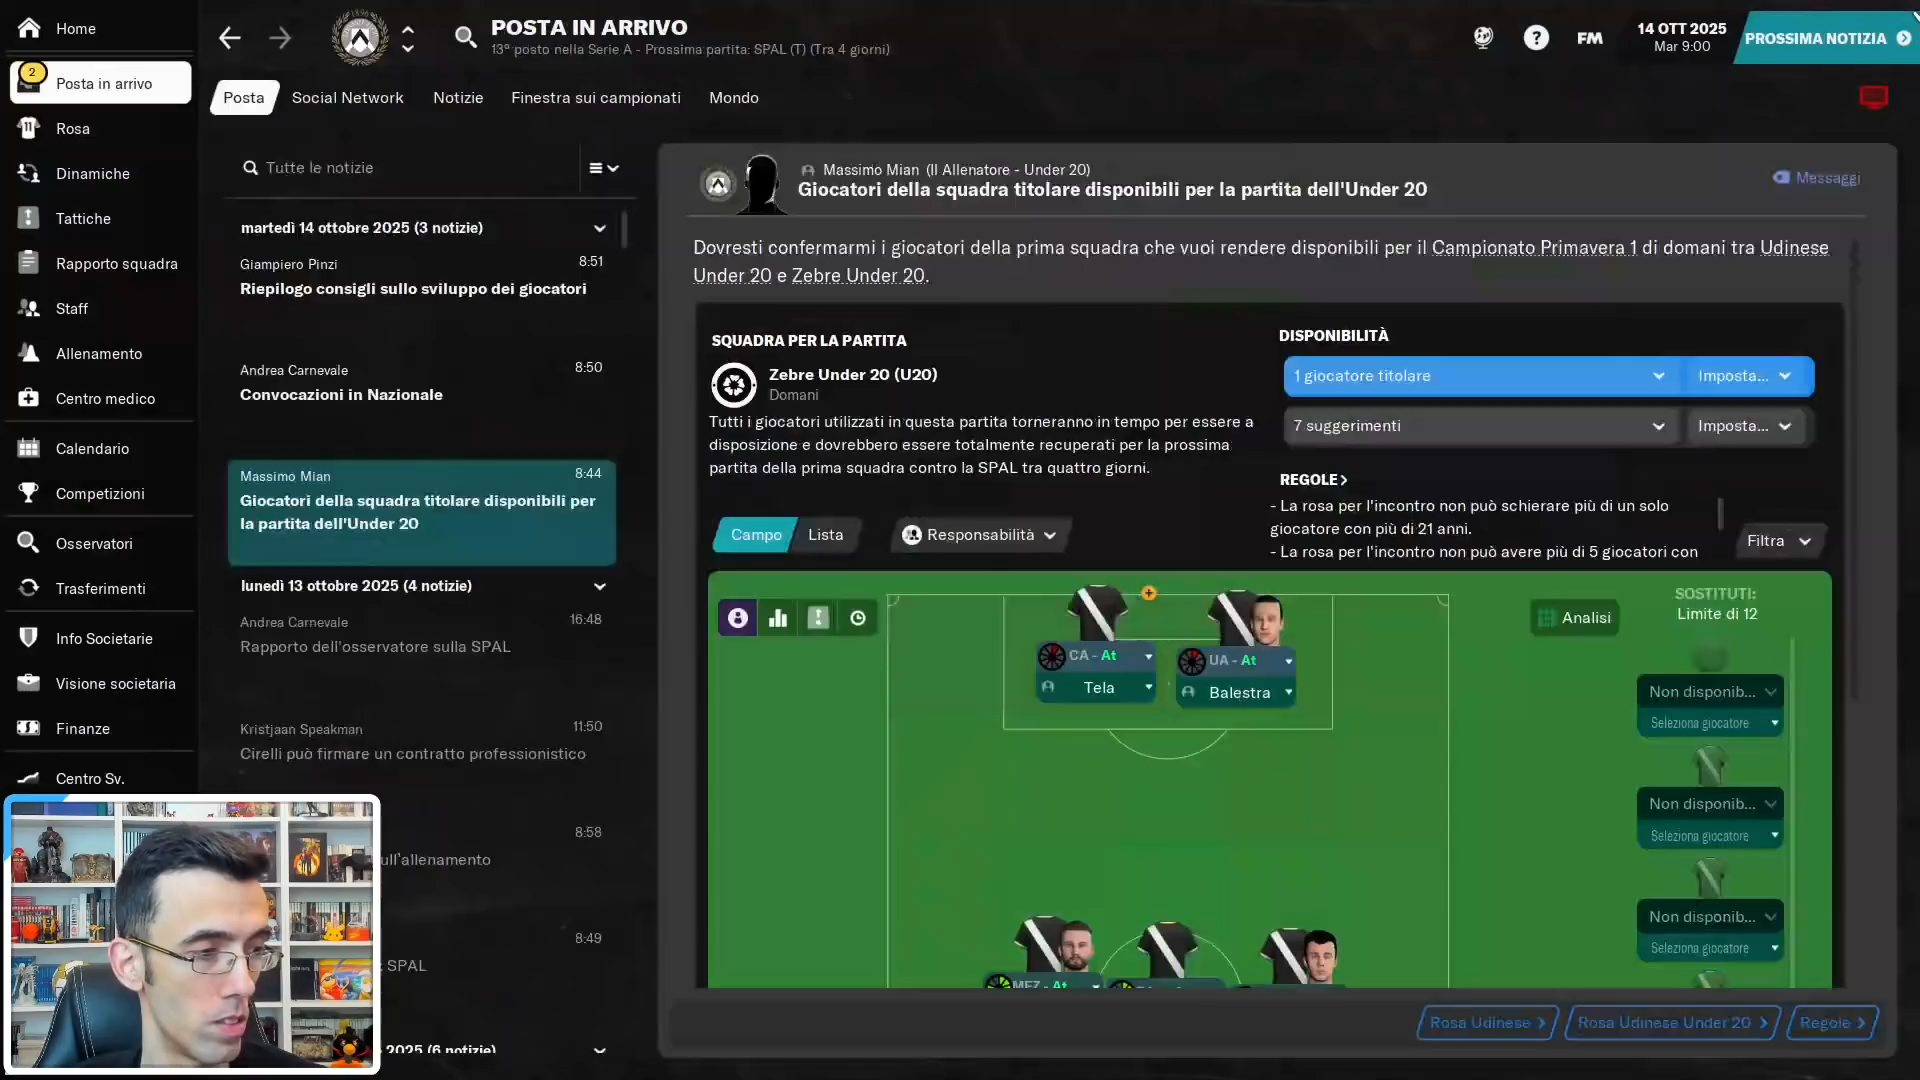 Home
2
Posta in arrivo
Rosa
Dinamiche
Tattiche
Rapporto squadra
Staff
Allenamento
Centro medico
Calendario
Competizioni
Osservatori
Trasferimenti
Info Societarie
Visione societaria
Finanze
Centro Sv.
POSTA IN ARRIVO
13° posto nella Serie A - Prossima partita: SPAL (T) (Tra 4 giorni)
FM
14 OTT 2025
Mar 9:00
PROSSIMA NOTIZIA
Posta
Social Network
Notizie
Finestra sui campionati
Mondo
Tutte le notizie
martedì 14 ottobre 2025 (3 notizie)
Giampiero Pinzi
8:51
Riepilogo consigli sullo sviluppo dei giocatori
Andrea Carnevale
8:50
Convocazioni in Nazionale
Massimo Mian
8:44
Giocatori della squadra titolare disponibili per
la partita dell'Under 20
lunedì 13 ottobre 2025 (4 notizie)
Andrea Carnevale
16:48
Rapporto dell'osservatore sulla SPAL
Kristjaan Speakman
11:50
Cirelli può firmare un contratto professionistico
8:58
ull'allenamento
8:49
SPAL
2025 (6 notizie)
Massimo Mian (Il Allenatore - Under 20)
Giocatori della squadra titolare disponibili per la partita dell'Under 20
Messaggi
Dovresti confermarmi i giocatori della prima squadra che vuoi rendere disponibili per il Campionato Primavera 1 di domani tra Udinese
Under 20 e Zebre Under 20.
SQUADRA PER LA PARTITA
Zebre Under 20 (U20)
Domani
Tutti i giocatori utilizzati in questa partita torneranno in tempo per essere a
disposizione e dovrebbero essere totalmente recuperati per la prossima
partita della prima squadra contro la SPAL tra quattro giorni.
DISPONIBILITÀ
1 giocatore titolare
Imposta...
7 suggerimenti
Imposta...
REGOLE
- La rosa per l'incontro non può schierare più di un solo
giocatore con più di 21 anni.
- La rosa per l'incontro non può avere più di 5 giocatori con
Filtra
Campo
Lista
Responsabilità
Analisi
SOSTITUTI:
Limite di 12
CA - At
Tela
UA - At
Balestra
MEZ - At
Non disponib...
Seleziona giocatore
Non disponib...
Seleziona giocatore
Non disponib...
Seleziona giocatore
Rosa Udinese
Rosa Udinese Under 20
Regole